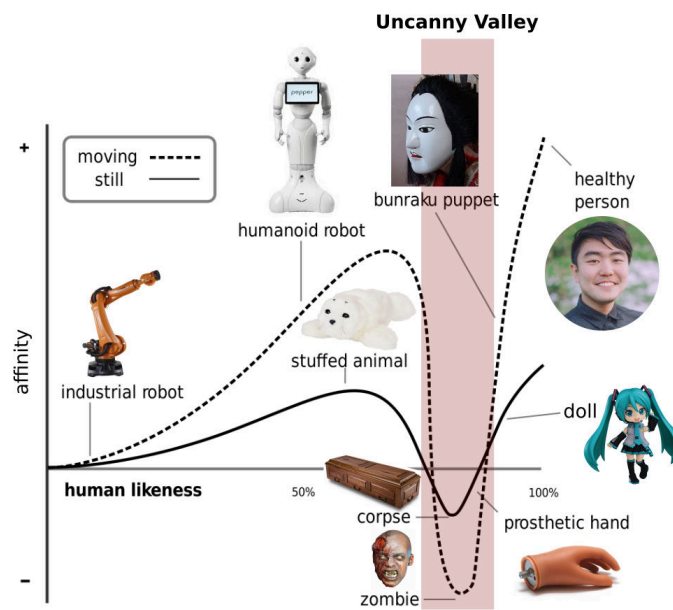 Uncanny Valley
+
moving
still
pepper
humanoid robot
bunraku puppet
healthy
person
affinity
industrial robot
stuffed animal
doll
human likeness
50%
100%
corpse
prosthetic hand
zombie
–